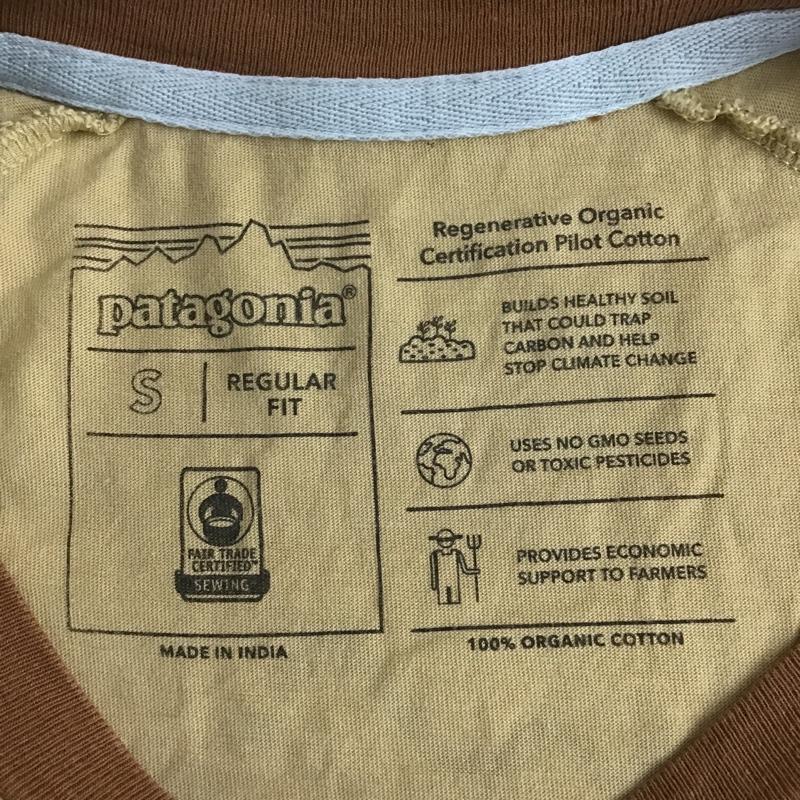 patagonia®
S
REGULAR
FIT
FAIR TRADE
CERTIFIED™
SEWING
MADE IN INDIA
Regenerative Organic
Certification Pilot Cotton
BUILDS HEALTHY SOIL
THAT COULD TRAP
CARBON AND HELP
STOP CLIMATE CHANGE
USES NO GMO SEEDS
OR TOXIC PESTICIDES
PROVIDES ECONOMIC
SUPPORT TO FARMERS
100% ORGANIC COTTON